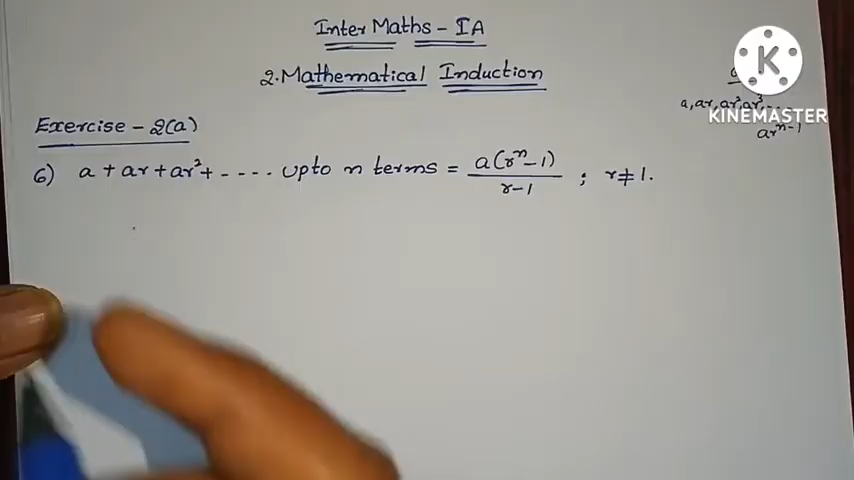 Inter Maths - IA
2. Mathematical Induction
a, ar, ar², ar³, ...
KINEMASTER
arⁿ⁻¹
Exercise - 2(a)
6) a + ar + ar² + - - - - upto n terms = a(rⁿ-1) / r-1 ; r ≠ 1.